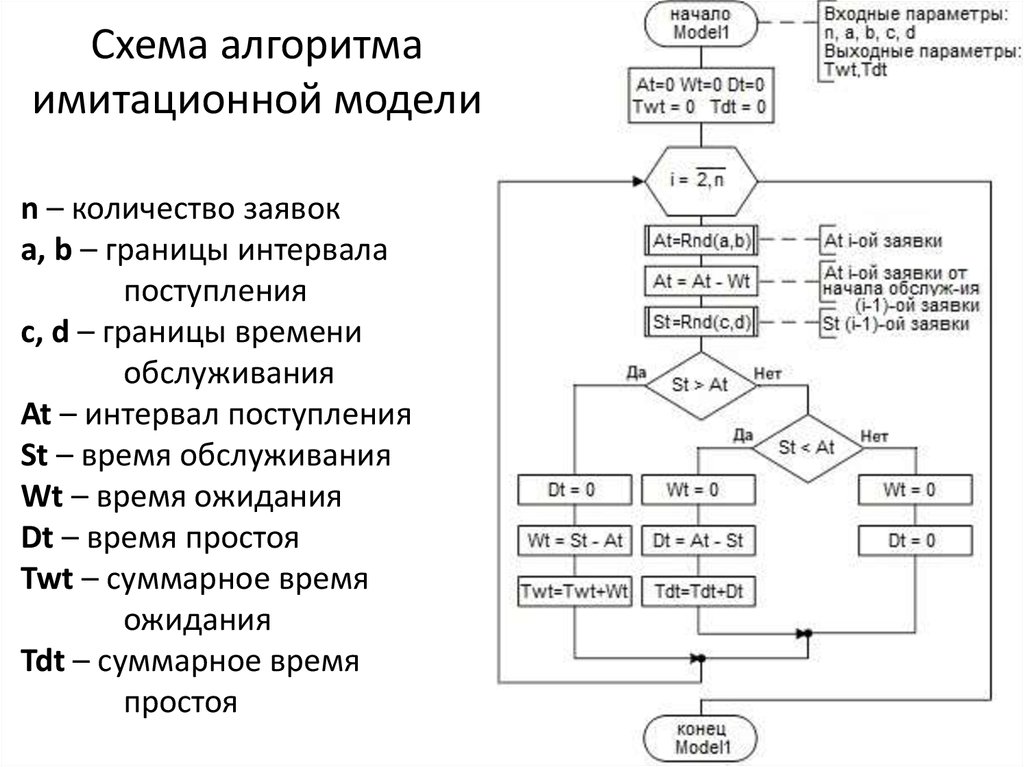 Схема алгоритма
имитационной модели
n – количество заявок
a, b – границы интервала
поступления
c, d – границы времени
обслуживания
At – интервал поступления
St – время обслуживания
Wt – время ожидания
Dt – время простоя
Twt – суммарное время
ожидания
Tdt – суммарное время
простоя
начало
Model1
Входные параметры:
n, a, b, c, d
Выходные параметры:
Twt,Tdt
At=0 Wt=0 Dt=0
Twt = 0 Tdt = 0
i = 2,n
At=Rnd(a,b)
At i-ой заявки
At = At - Wt
At i-ой заявки от
начала обслуж-ия
(i-1)-ой заявки
St=Rnd(c,d)
St (i-1)-ой заявки
Да
St > At
Нет
Да
St < At
Нет
Dt = 0
Wt = 0
Wt = 0
Wt = St - At
Dt = At - St
Dt = 0
Twt=Twt+Wt
Tdt=Tdt+Dt
конец
Model1